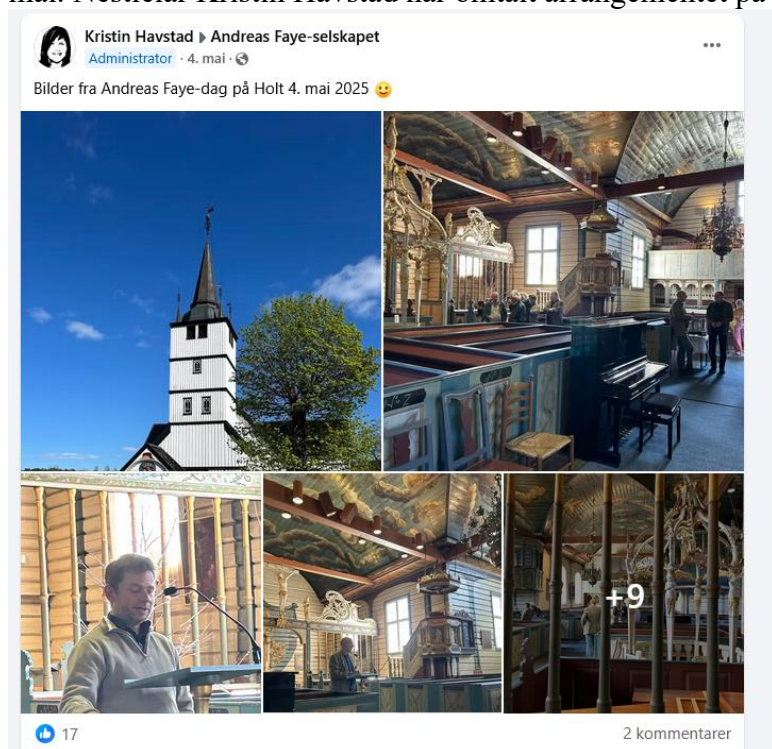 Kristin Havstad ▸ Andreas Faye-selskapet
Administrator · 4. mai ·
Bilder fra Andreas Faye-dag på Holt 4. mai 2025 🙂
+9
17
2 kommentarer